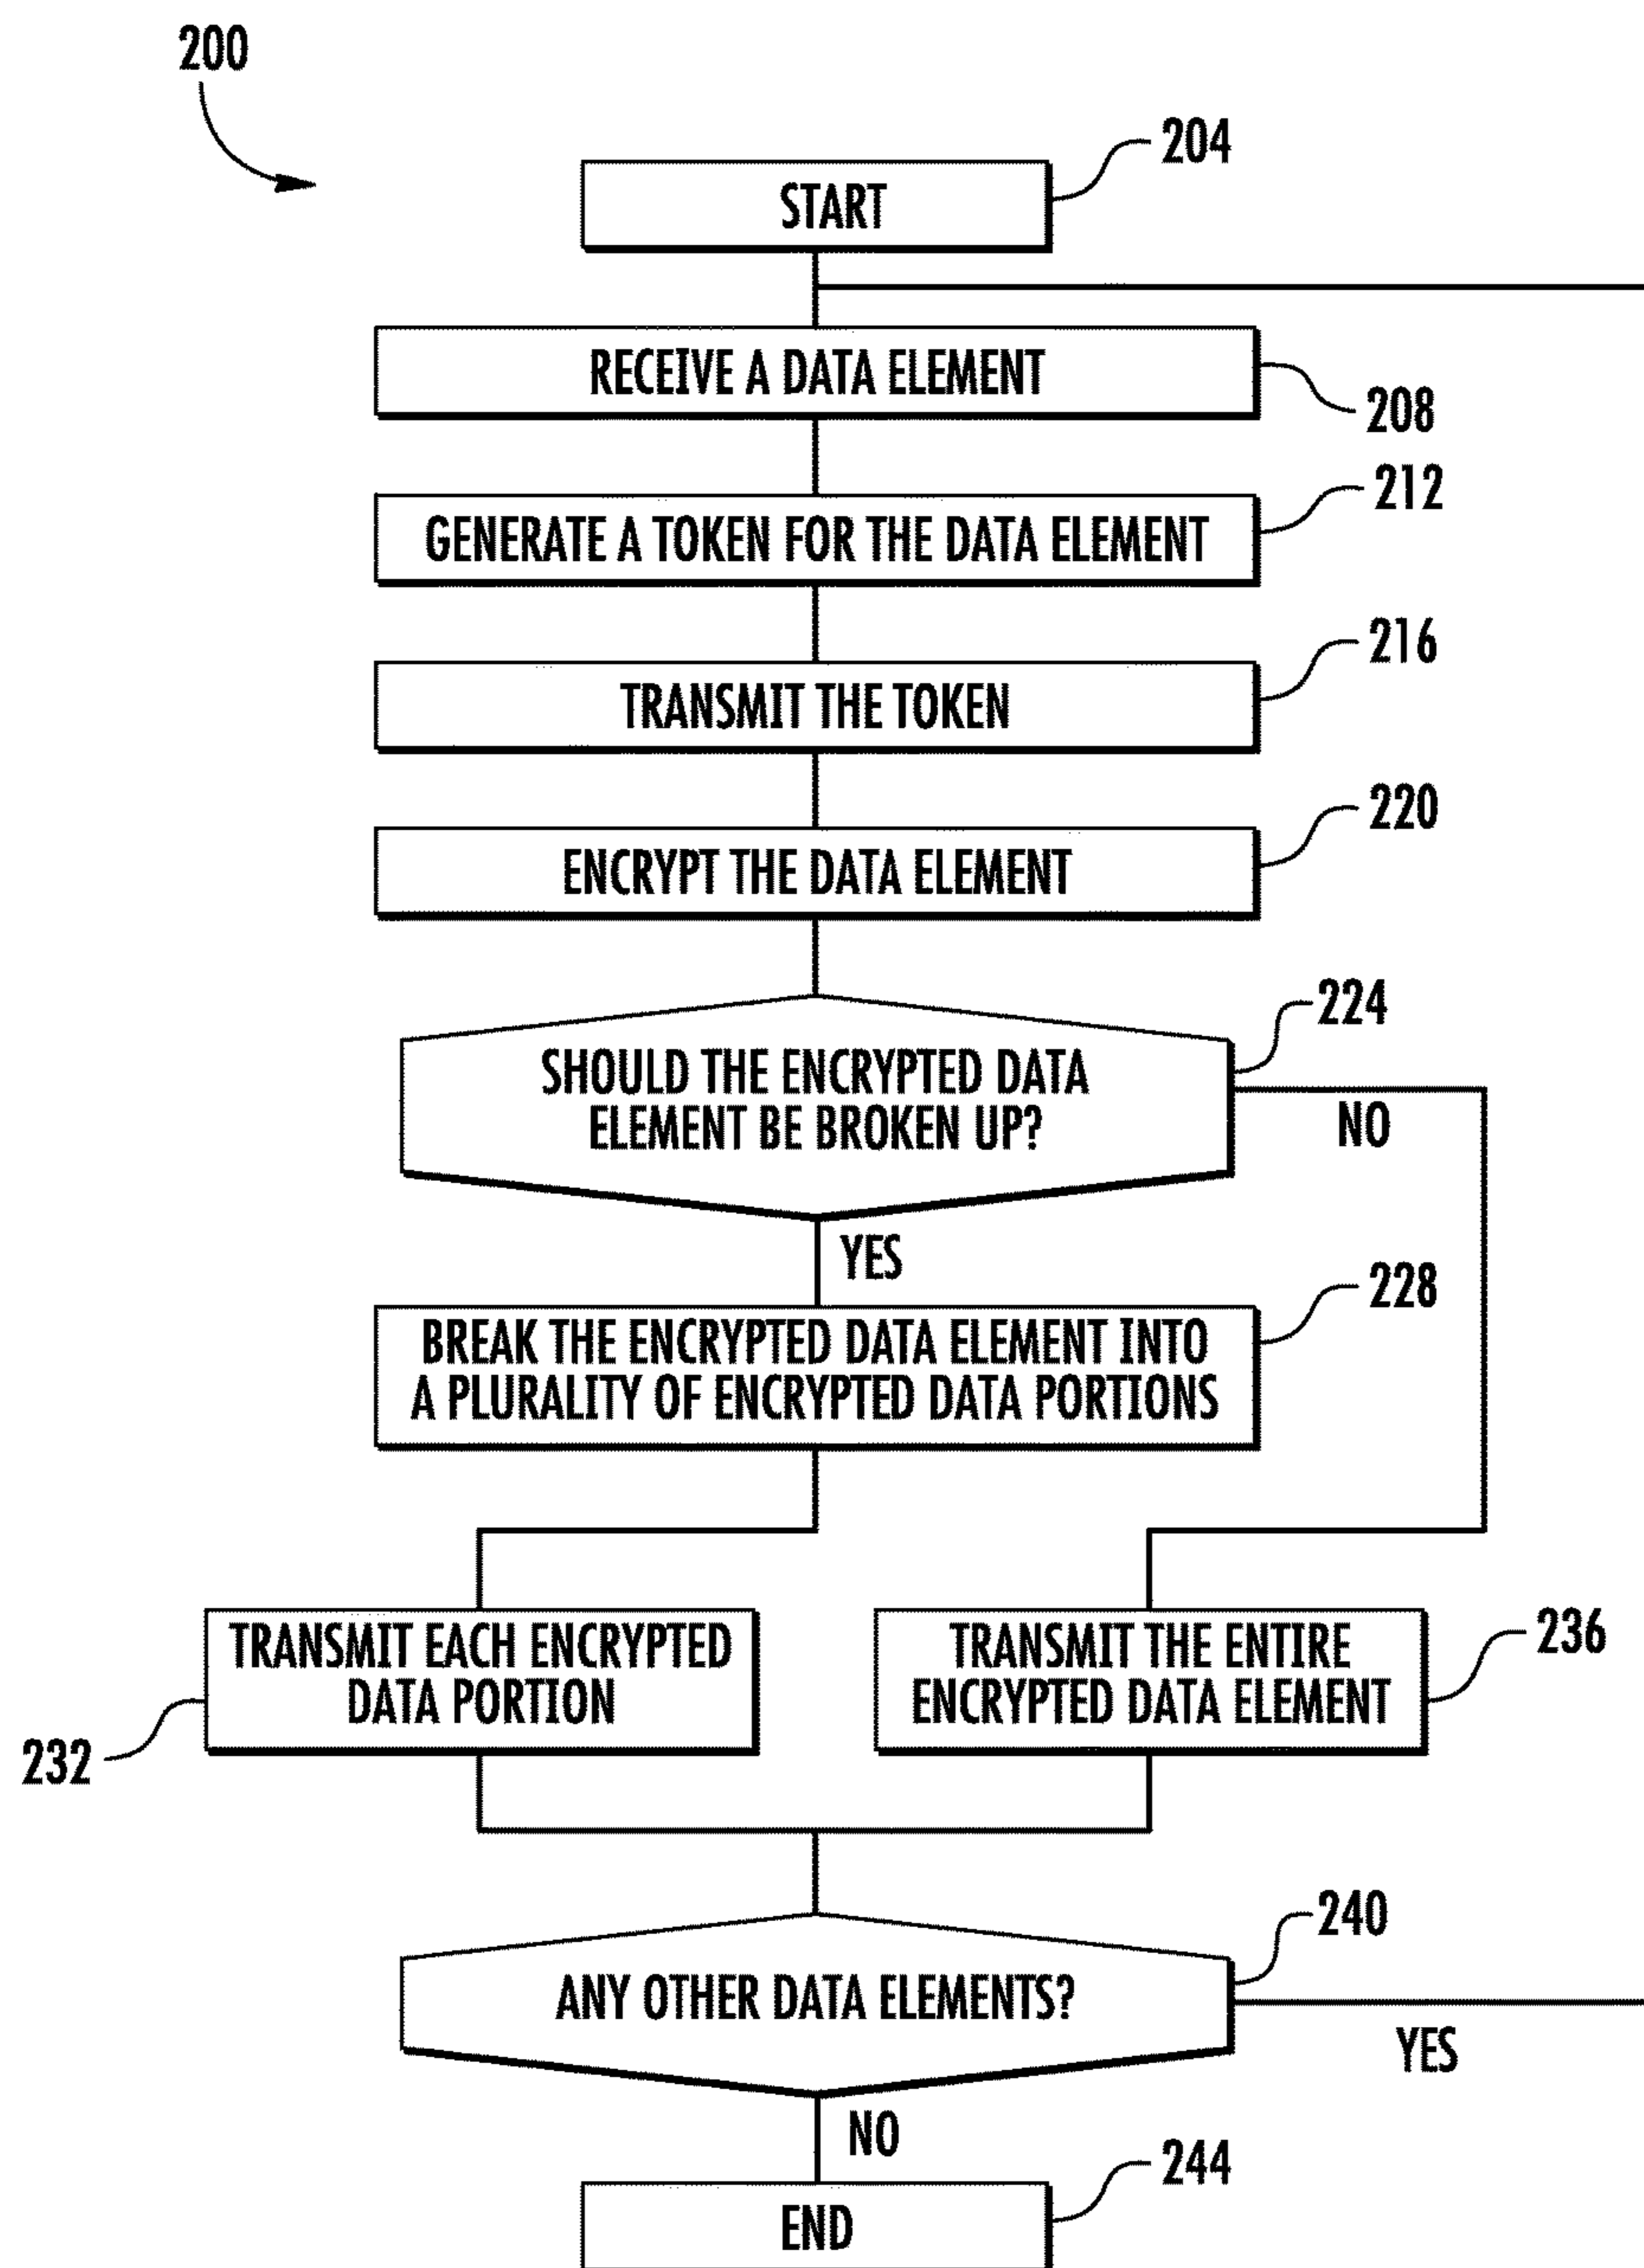 200
204
START
RECEIVE A DATA ELEMENT
208
212
GENERATE A TOKEN FOR THE DATA ELEMENT
216
TRANSMIT THE TOKEN
220
ENCRYPT THE DATA ELEMENT
224
SHOULD THE ENCRYPTED DATA
ELEMENT BE BROKEN UP?
NO
YES
228
BREAK THE ENCRYPTED DATA ELEMENT INTO
A PLURALITY OF ENCRYPTED DATA PORTIONS
TRANSMIT EACH ENCRYPTED
DATA PORTION
232
TRANSMIT THE ENTIRE
ENCRYPTED DATA ELEMENT
236
240
ANY OTHER DATA ELEMENTS?
YES
NO
244
END